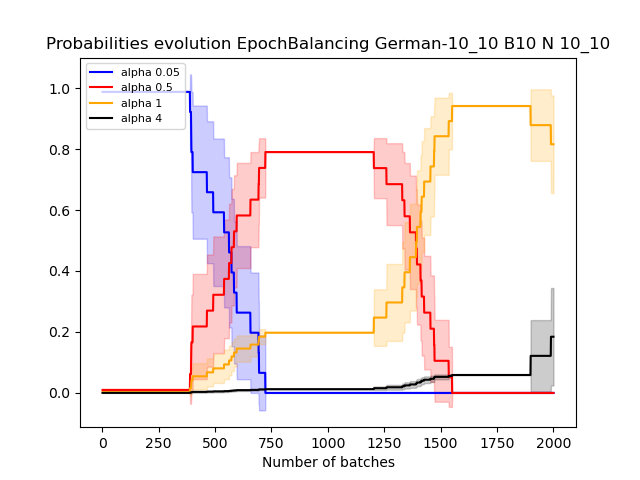 Probabilities evolution EpochBalancing German-10_10 B10 N 10_10
alpha 0.05
alpha 0.5
alpha 1
alpha 4
1.0
0.8
0.6
0.4
0.2
0.0
0 250 500 750 1000 1250 1500 1750 2000
Number of batches